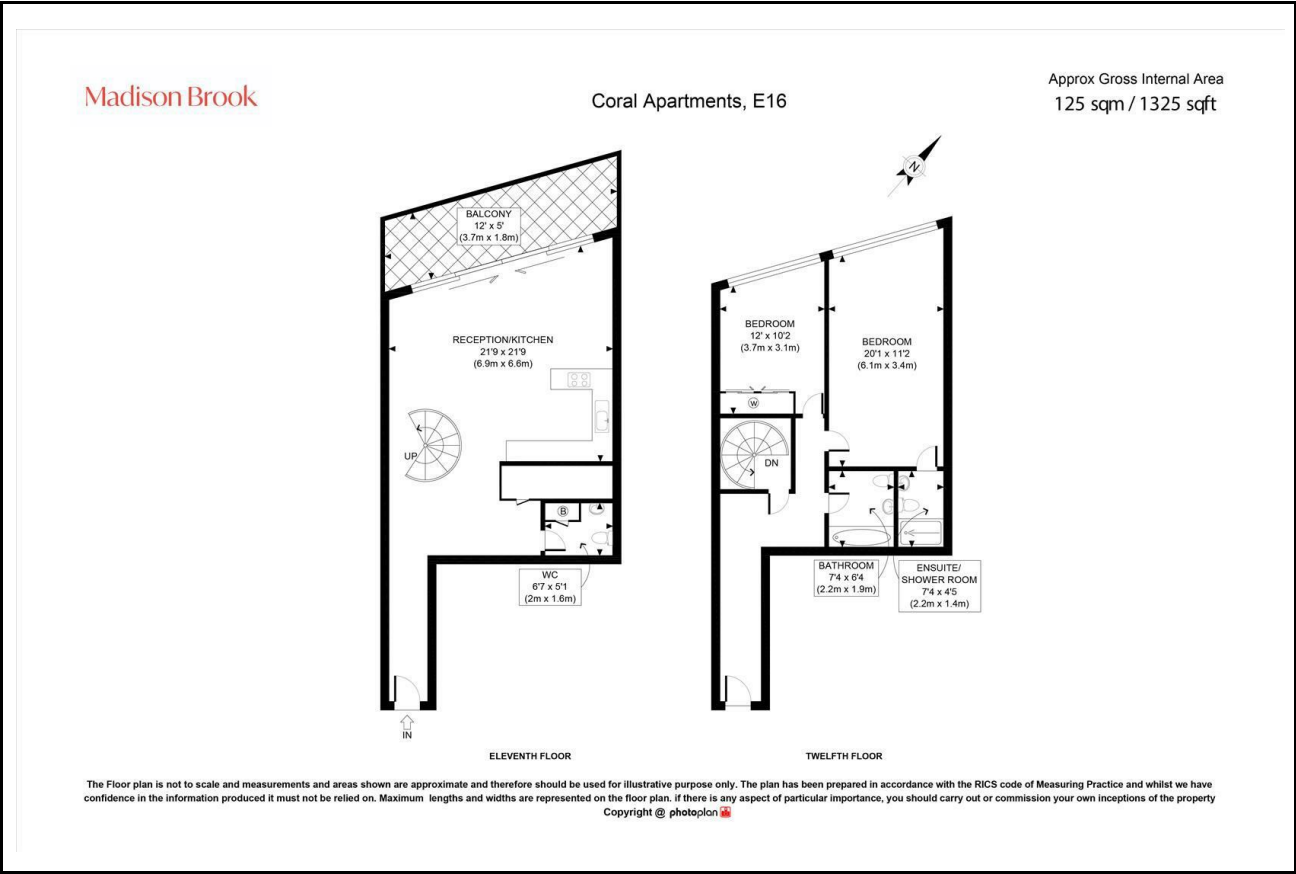 Madison Brook
Coral Apartments, E16
Approx Gross Internal Area
125 sqm / 1325 sqft
N
BALCONY
12' x 5'
(3.7m x 1.8m)
RECEPTION/KITCHEN
21'9 x 21'9
(6.9m x 6.6m)
UP
B
WC
6'7 x 5'1
(2m x 1.6m)
IN
ELEVENTH FLOOR
BEDROOM
12' x 10'2
(3.7m x 3.1m)
BEDROOM
20'1 x 11'2
(6.1m x 3.4m)
W
DN
BATHROOM
7'4 x 6'4
(2.2m x 1.9m)
ENSUITE/
SHOWER ROOM
7'4 x 4'5
(2.2m x 1.4m)
TWELFTH FLOOR
The Floor plan is not to scale and measurements and areas shown are approximate and therefore should be used for illustrative purpose only. The plan has been prepared in accordance with the RICS code of Measuring Practice and whilst we have
confidence in the information produced it must not be relied on. Maximum lengths and widths are represented on the floor plan. if there is any aspect of particular importance, you should carry out or commission your own inceptions of the property
Copyright @ photoplan